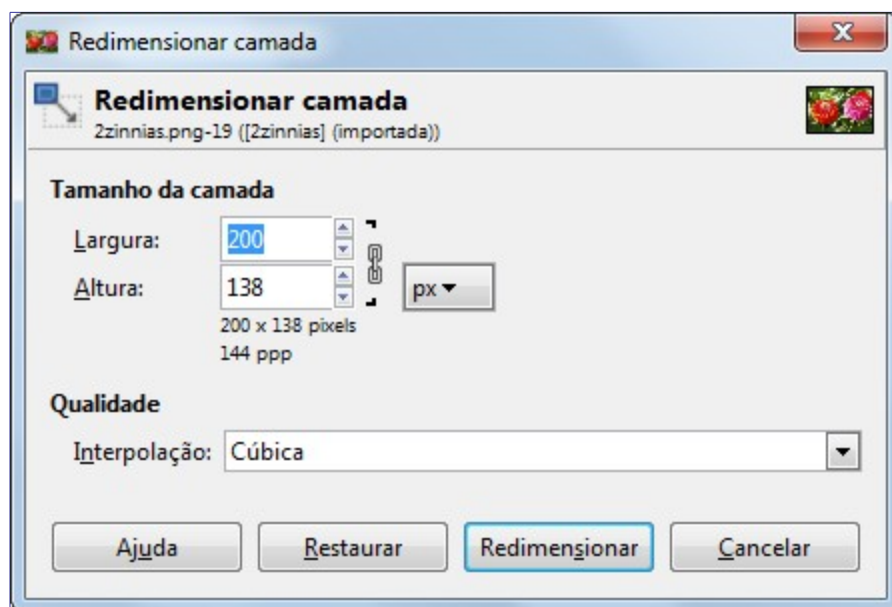 Redimensionar camada
Redimensionar camada
2zinnias.png-19 ([2zinnias] (importada))
Tamanho da camada
Largura: 200
Altura: 138 px
200 x 138 pixels
144 ppp
Qualidade
Interpolação: Cúbica
Ajuda Restaurar Redimensionar Cancelar